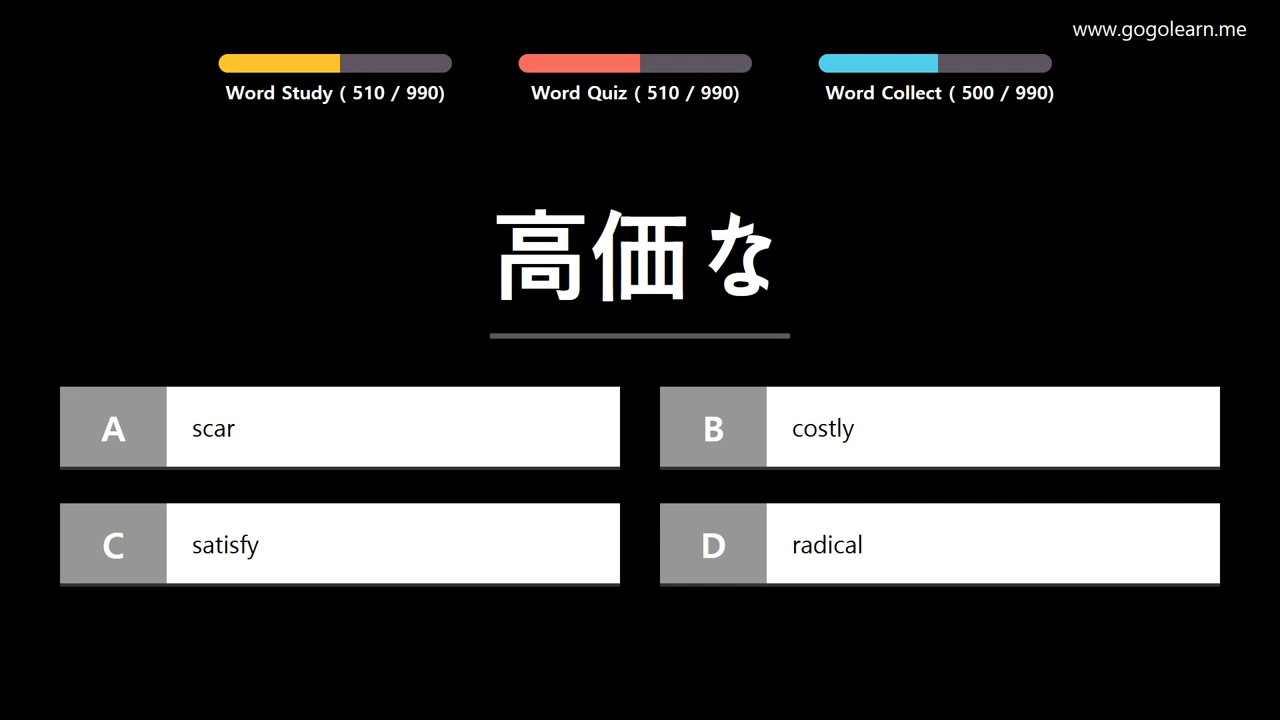 www.gogolearn.me
Word Study ( 510 / 990)
Word Quiz ( 510 / 990)
Word Collect ( 500 / 990)
高価な
A scar
B costly
C satisfy
D radical